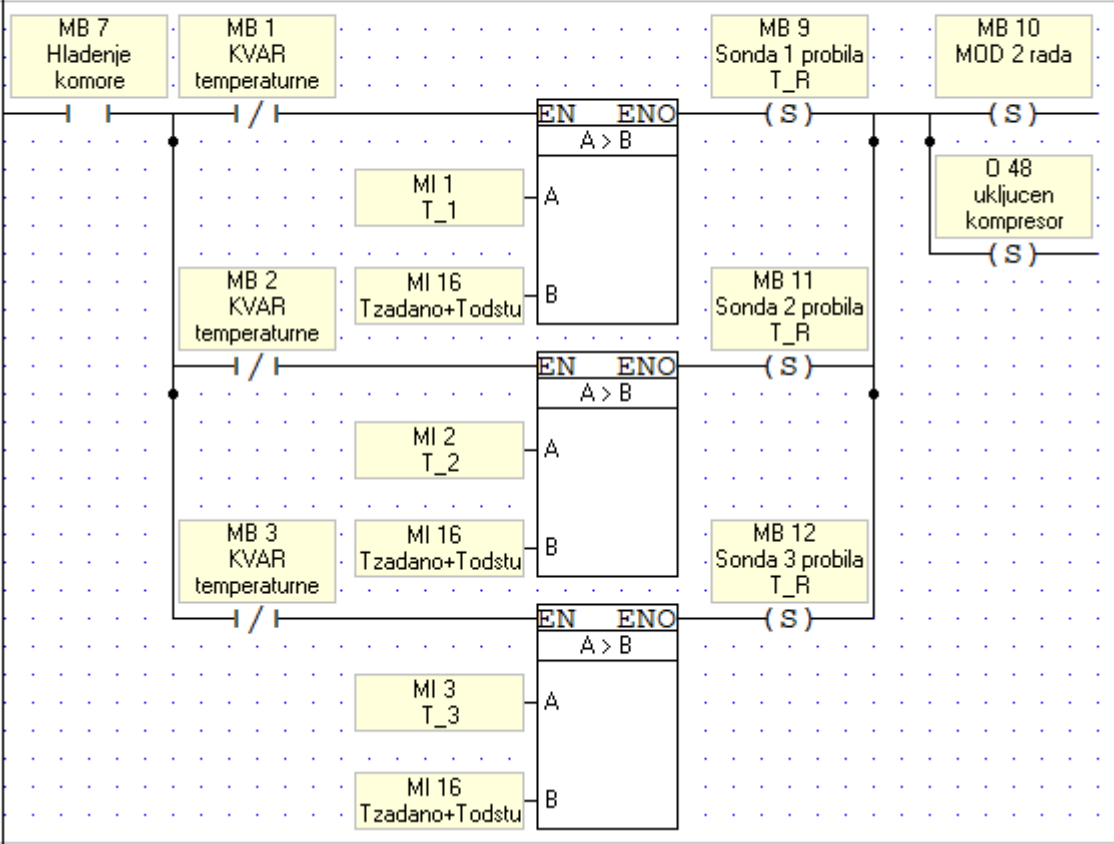 MB 7
Hladenje
komore
MB 1
KVAR
temperaturne
MB 9
Sonda 1 probila
T_R
MB 10
MOD 2 rada
( S )
( S )
EN ENO
A > B
MI 1
T_1
A
O 48
ukljucen
kompresor
( S )
MI 16
Tzadano+Todstu
B
MB 2
KVAR
temperaturne
MB 11
Sonda 2 probila
T_R
( S )
EN ENO
A > B
MI 2
T_2
A
MI 16
Tzadano+Todstu
B
MB 3
KVAR
temperaturne
MB 12
Sonda 3 probila
T_R
( S )
EN ENO
A > B
MI 3
T_3
A
MI 16
Tzadano+Todstu
B